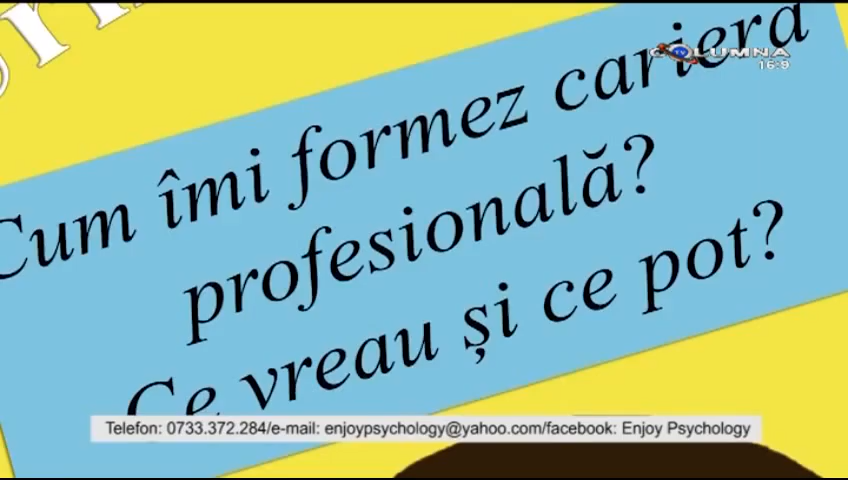 COLUMNA
TV
16:9
Cum îmi formez cariera
profesională?
Ce vreau și ce pot?
Telefon: 0733.372.284/e-mail: enjoypsychology@yahoo.com/facebook: Enjoy Psychology